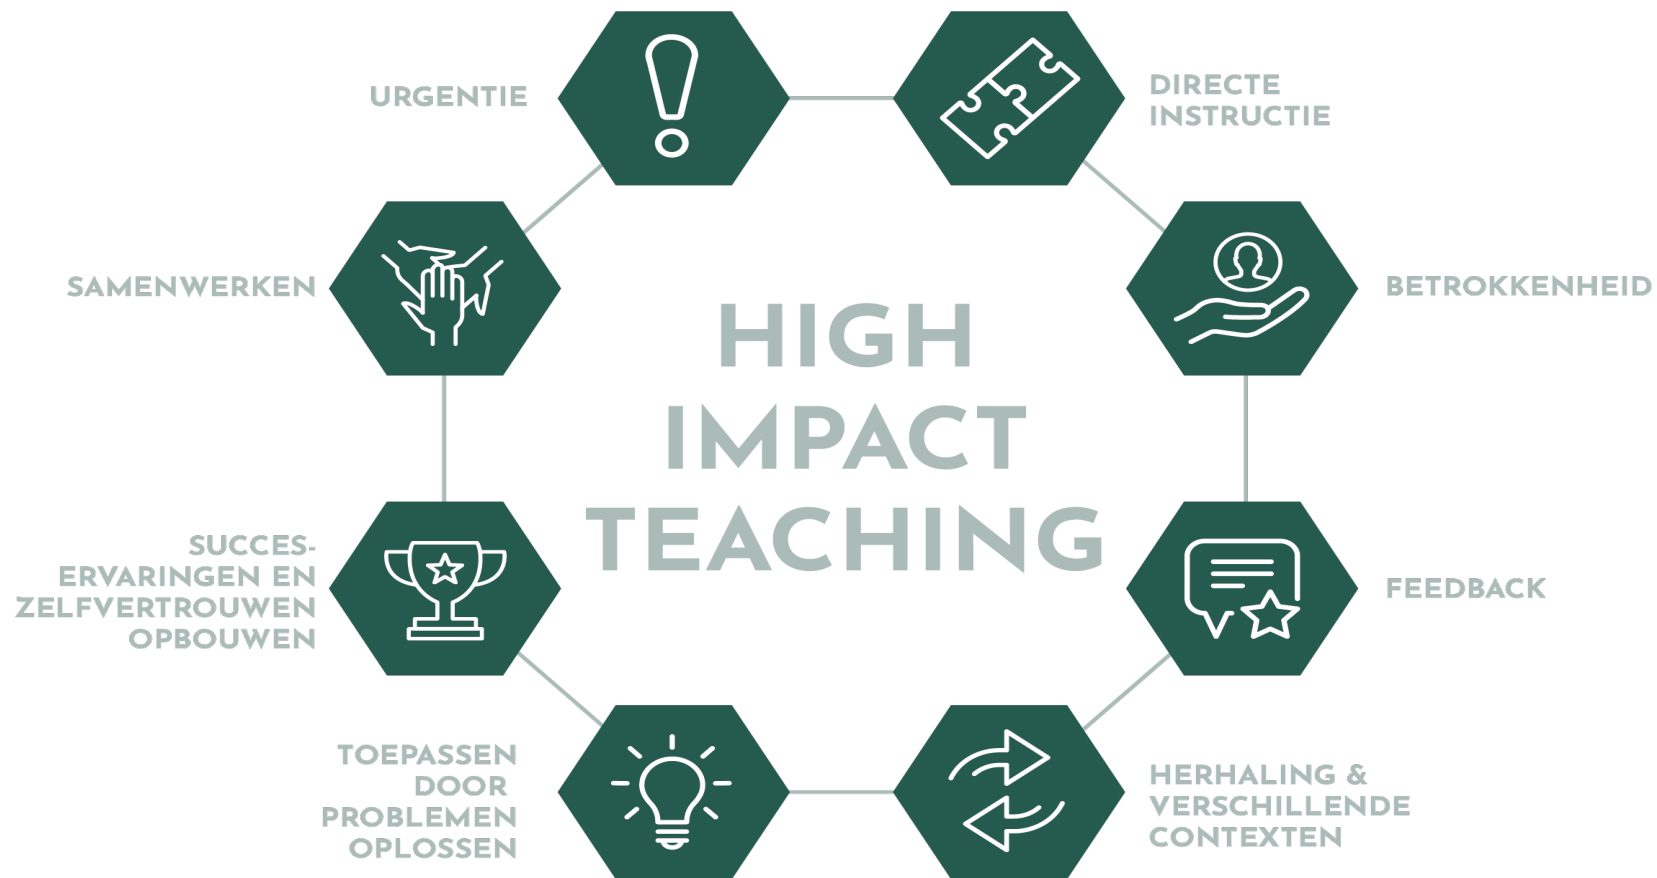 HIGH
IMPACT
TEACHING
URGENTIE
DIRECTE
INSTRUCTIE
BETROKKENHEID
FEEDBACK
HERHALING &
VERSCHILLENDE
CONTEXTEN
TOEPASSEN
DOOR
PROBLEMEN
OPLOSSEN
SUCCES-
ERVARINGEN EN
ZELFVERTROUWEN
OPBOUWEN
SAMENWERKEN